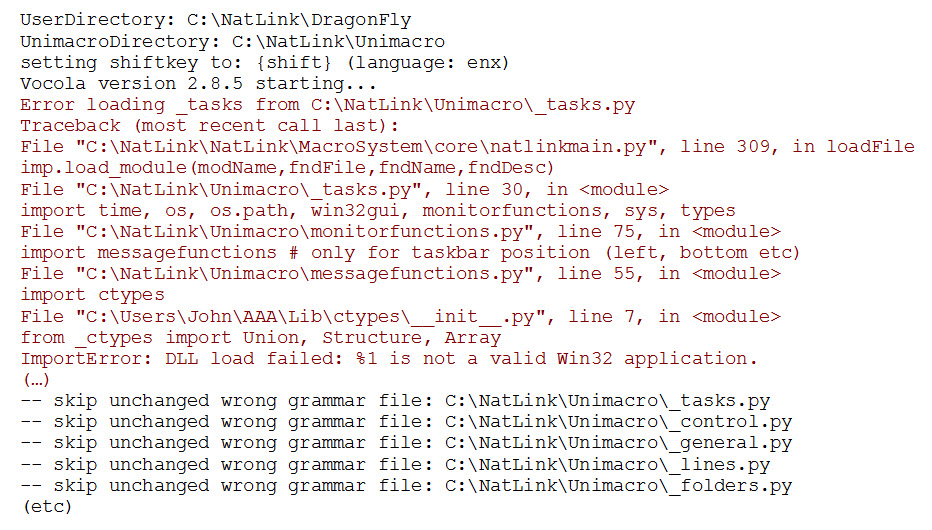 UserDirectory: C:\NatLink\DragonFly
UnimacroDirectory: C:\NatLink\Unimacro
setting shiftkey to: {shift} (language: enx)
Vocola version 2.8.5 starting...
Error loading _tasks from C:\NatLink\Unimacro\_tasks.py
Traceback (most recent call last):
File "C:\NatLink\NatLink\MacroSystem\core\natlinkmain.py", line 309, in loadFile
imp.load_module(modName,fndFile,fndName,fndDesc)
File "C:\NatLink\Unimacro\_tasks.py", line 30, in <module>
import time, os, os.path, win32gui, monitorfunctions, sys, types
File "C:\NatLink\Unimacro\monitorfunctions.py", line 75, in <module>
import messagefunctions # only for taskbar position (left, bottom etc)
File "C:\NatLink\Unimacro\messagefunctions.py", line 55, in <module>
import ctypes
File "C:\Users\John\AAA\Lib\ctypes\__init__.py", line 7, in <module>
from _ctypes import Union, Structure, Array
ImportError: DLL load failed: %1 is not a valid Win32 application.
(…)
-- skip unchanged wrong grammar file: C:\NatLink\Unimacro\_tasks.py
-- skip unchanged wrong grammar file: C:\NatLink\Unimacro\_control.py
-- skip unchanged wrong grammar file: C:\NatLink\Unimacro\_general.py
-- skip unchanged wrong grammar file: C:\NatLink\Unimacro\_lines.py
-- skip unchanged wrong grammar file: C:\NatLink\Unimacro\_folders.py
(etc)